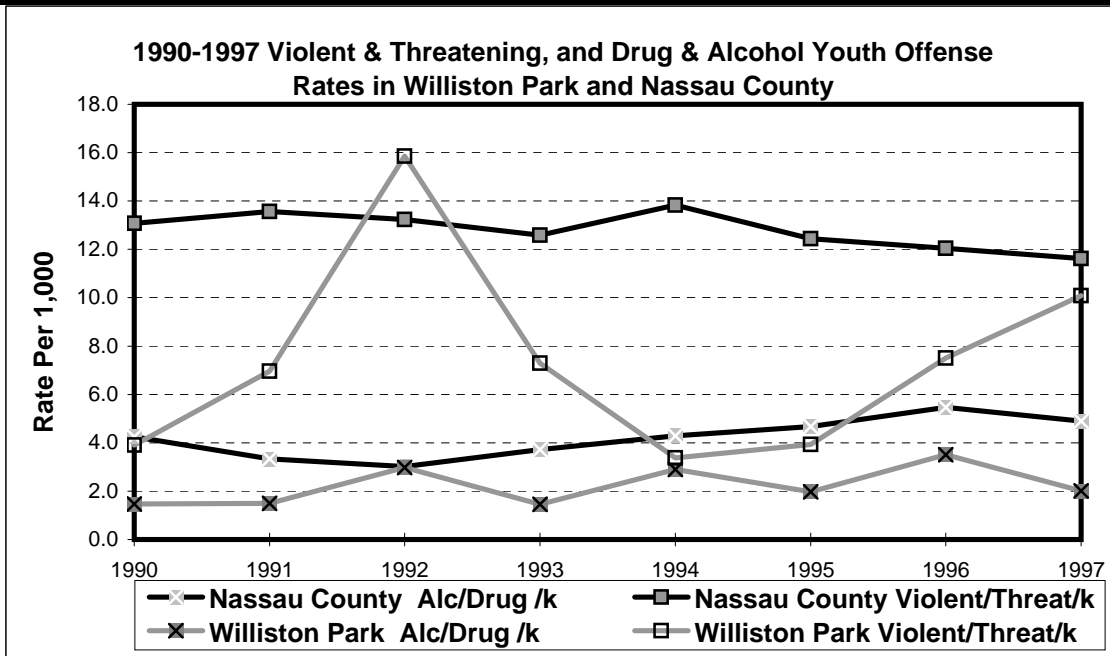 1990-1997 Violent & Threatening, and Drug & Alcohol Youth Offense
Rates in Williston Park and Nassau County
Rate Per 1,000
18.0
16.0
14.0
12.0
10.0
8.0
6.0
4.0
2.0
0.0
1990 1991 1992 1993 1994 1995 1996 1997
Nassau County Alc/Drug /k Nassau County Violent/Threat/k
Williston Park Alc/Drug /k Williston Park Violent/Threat/k